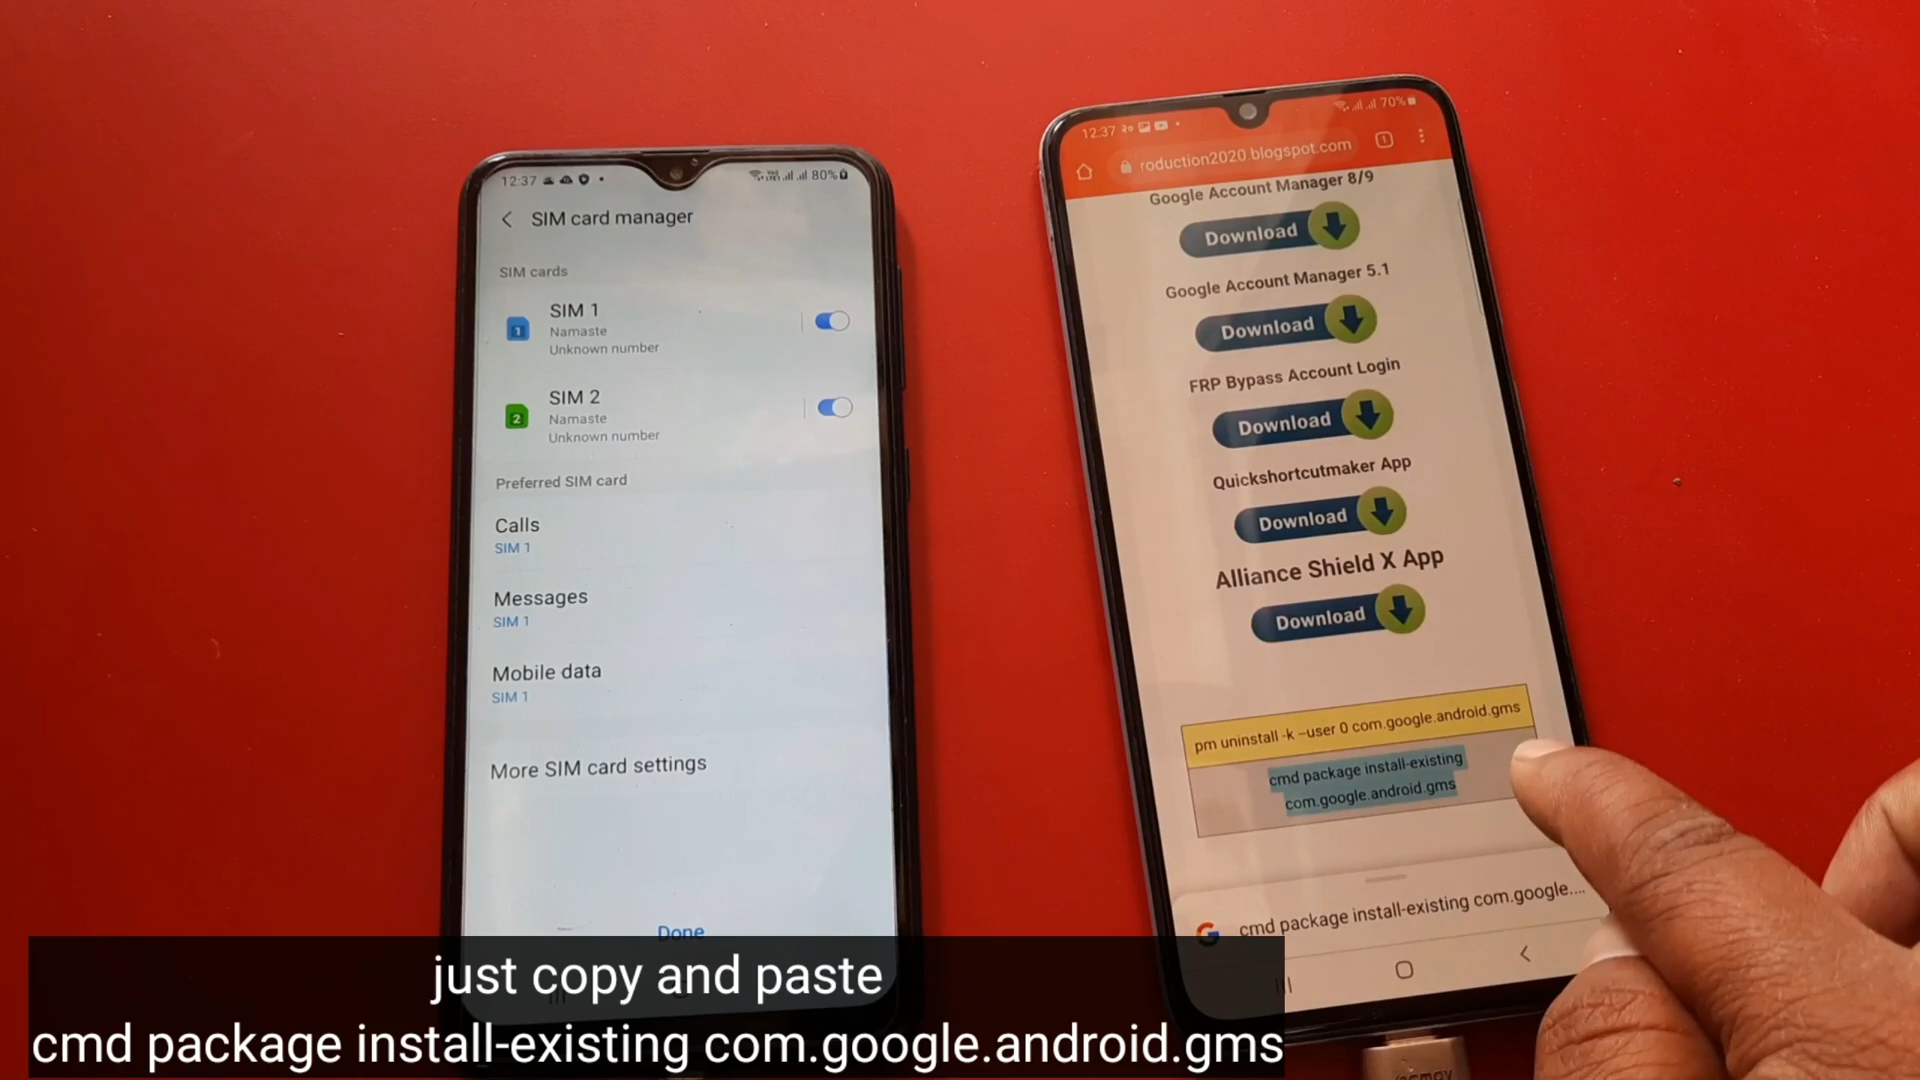 12:37
80%
SIM card manager
SIM cards
1
SIM 1
Namaste
Unknown number
2
SIM 2
Namaste
Unknown number
Preferred SIM card
Calls
SIM 1
Messages
SIM 1
Mobile data
SIM 1
More SIM card settings
Done
12:37
70%
roduction2020.blogspot.com
1
Google Account Manager 8/9
Download
Google Account Manager 5.1
Download
FRP Bypass Account Login
Download
Quickshortcutmaker App
Download
Alliance Shield X App
Download
pm uninstall -k --user 0 com.google.android.gms
cmd package install-existing
com.google.android.gms
G
cmd package install-existing com.google....
just copy and paste
cmd package install-existing com.google.android.gms